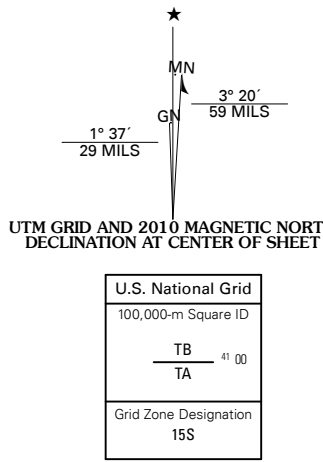 ★
MN
3° 20´
59 MILS
GN
1° 37´
29 MILS
UTM GRID AND 2010 MAGNETIC NORT
DECLINATION AT CENTER OF SHEET
U.S. National Grid
100,000-m Square ID
TB
41 00
TA
Grid Zone Designation
15S